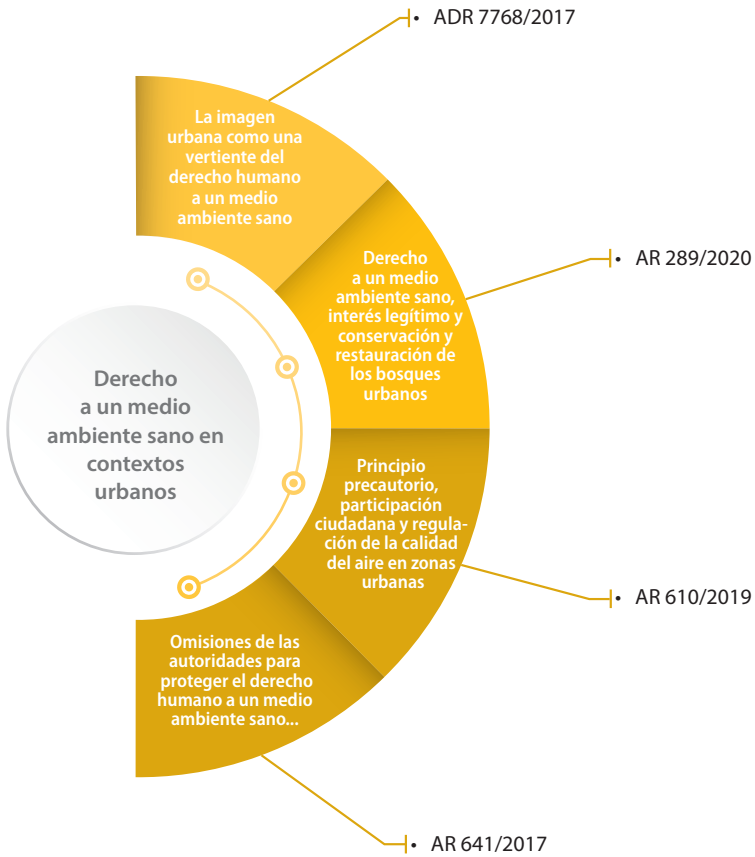 ADR 7768/2017
La imagen
urbana como una
vertiente del
derecho humano
a un medio
ambiente sano
Derecho
a un medio
ambiente sano,
interés legítimo y
conservación y
restauración de
los bosques
urbanos
AR 289/2020
Derecho
a un medio
ambiente sano en
contextos
urbanos
Principio
precautorio,
participación
ciudadana y regula-
ción de la calidad
del aire en zonas
urbanas
AR 610/2019
Omisiones de las
autoridades para
proteger el derecho
humano a un medio
ambiente sano...
AR 641/2017